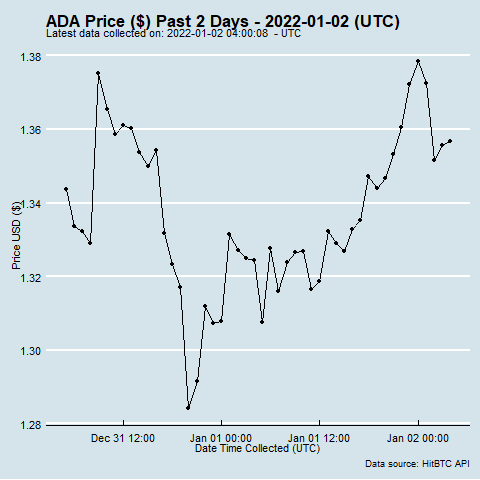 ADA Price ($) Past 2 Days - 2022-01-02 (UTC)
Latest data collected on: 2022-01-02 04:00:08 - UTC
1.38
1.36
1.34
1.32
1.30
1.28
Price USD ($)
Dec 31 12:00 Jan 01 00:00 Jan 01 12:00 Jan 02 00:00
Date Time Collected (UTC)
Data source: HitBTC API